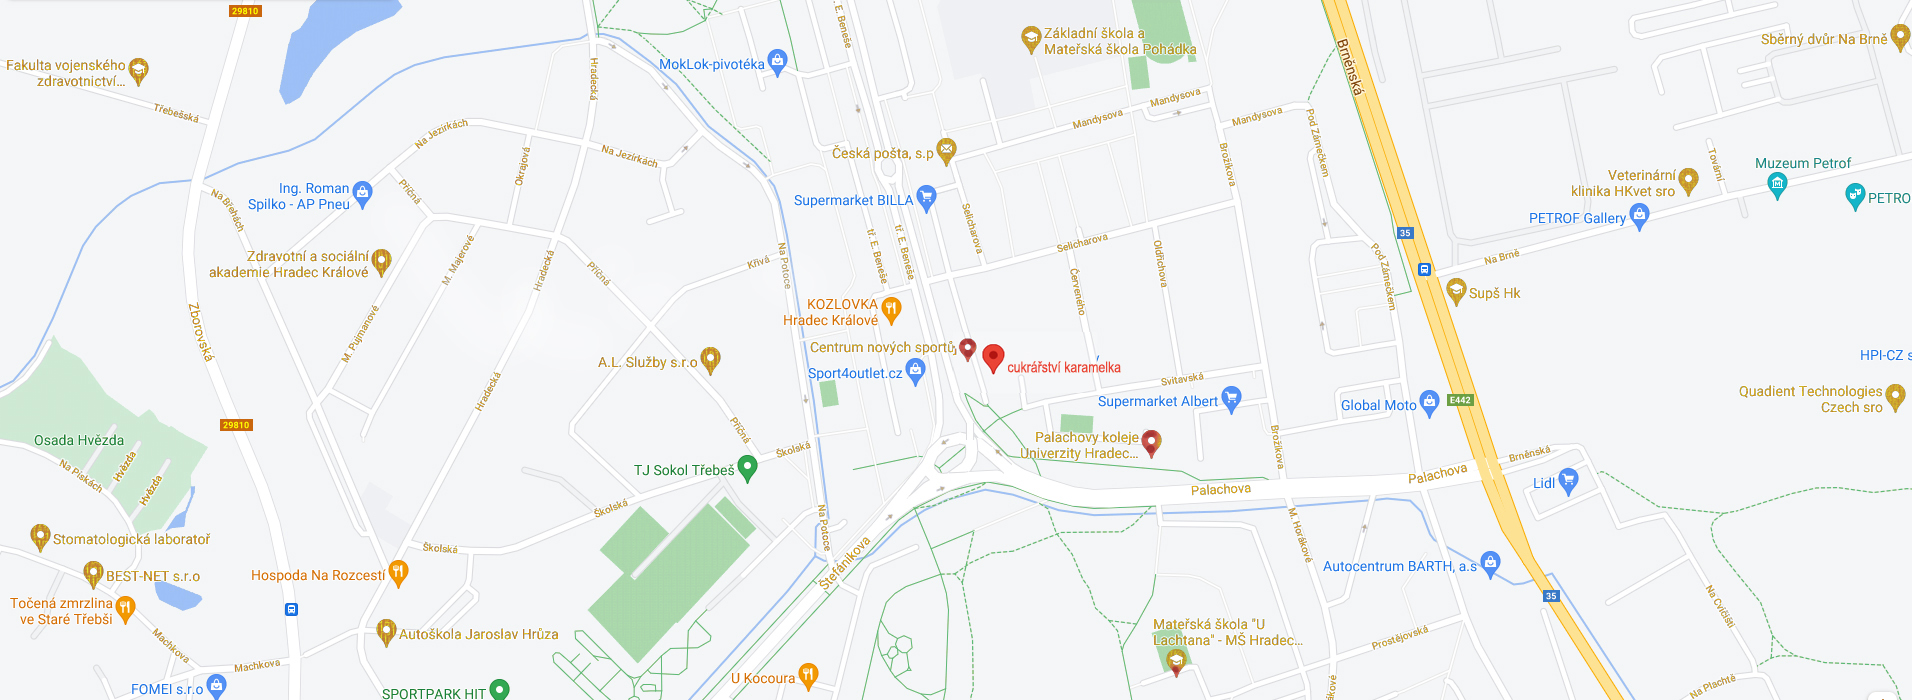 29810
Fakulta vojenského
zdravotnictví...
Třebešská
Hradecká
tř. E. Beneše
MokLok-pivotéka
Základní škola a
Mateřská škola Pohádka
Brněnská
Sběrný dvůr Na Brně
Na Jezírkách
Okrajová
Na Jezírkách
Česká pošta, s.p
Mandysova
Mandysova
Mandysova
Pod Zámečkem
Brožíkova
Tovární
Muzeum Petrof
Veterinární
klinika HKvet sro
PETRO
PETROF Gallery
Ing. Roman
Spilko - AP Pneu
Příčná
Na Břehách
Supermarket BILLA
Selicharova
Selicharova
tř. E. Beneše
tř. E. Beneše
Oldřichova
35
Pod Zámečkem
Na Brně
Zdravotní a sociální
akademie Hradec Králové
M. Majerové
Hradecká
Příčná
Křivá
Na Potoce
Červeného
Supš Hk
KOZLOVKA
Hradec Králové
Zborovská
M. Pujmanové
A.L. Služby s.r.o
Centrum nových sportů
cukrářství karamelka
Sport4outlet.cz
HPI-CZ s
Svitavská
Supermarket Albert
Global Moto
E442
Quadient Technologies
Czech sro
Hradecká
29810
Příčná
Osada Hvězda
Hvězda
Hvězda
Na Pískách
Školská
TJ Sokol Třebeš
Palachovy koleje
Univerzity Hradec...
Brožíkova
Palachova
Palachova
Brněnská
Lidl
Školská
Na Potoce
Štefánikova
M. Horákové
Stomatologická laboratoř
Školská
BEST-NET s.r.o
Hospoda Na Rozcestí
Autocentrum BARTH, a.s
35
Na Cvičišti
Točená zmrzlina
ve Staré Třebši
Autoškola Jaroslav Hrůza
Mateřská škola "U
Lachtana" - MŠ Hradec...
Prostějovská
Machkova
Machkova
U Kocoura
FOMEI s.r.o
SPORTPARK HIT
Na Plachtě